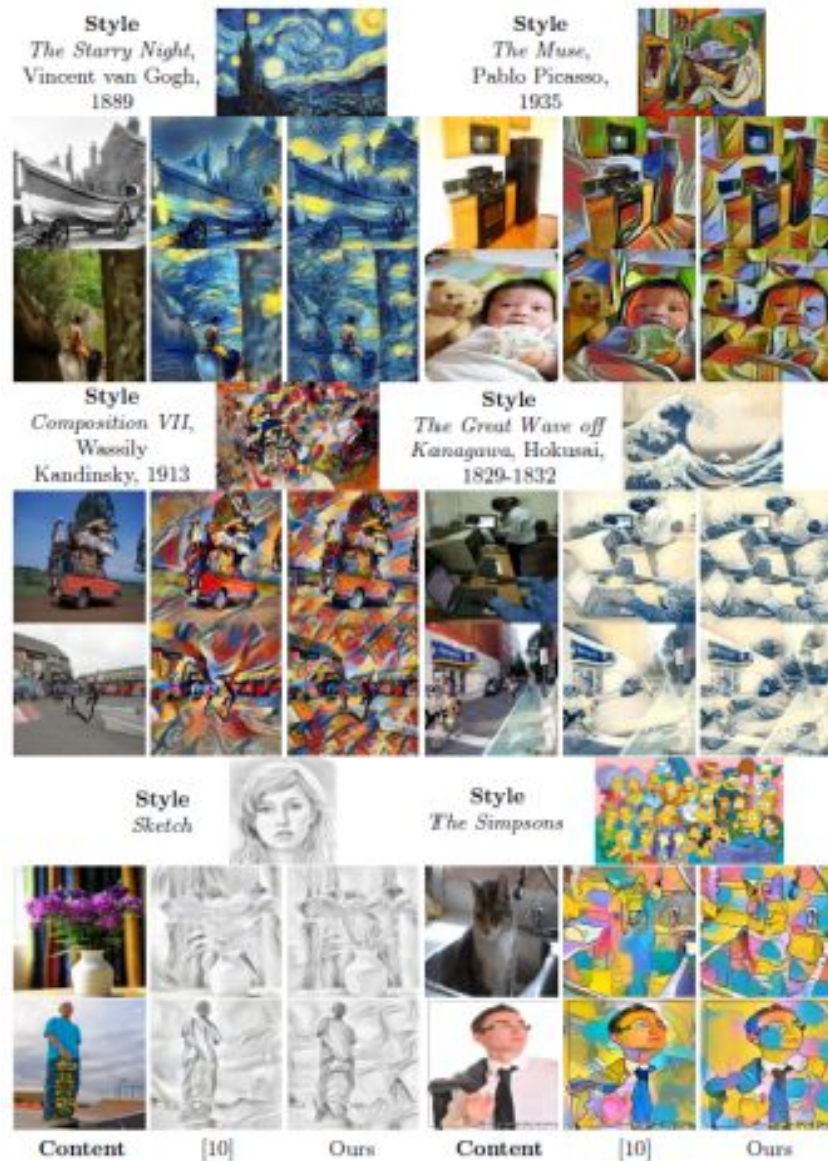 Style
The Starry Night,
Vincent van Gogh,
1889
Style
The Muse,
Pablo Picasso,
1935
Style
Composition VII,
Wassily
Kandinsky, 1913
Style
The Great Wave off
Kanagawa, Hokusai,
1829-1832
Style
Sketch
Style
The Simpsons
Content [10] Ours Content [10] Ours